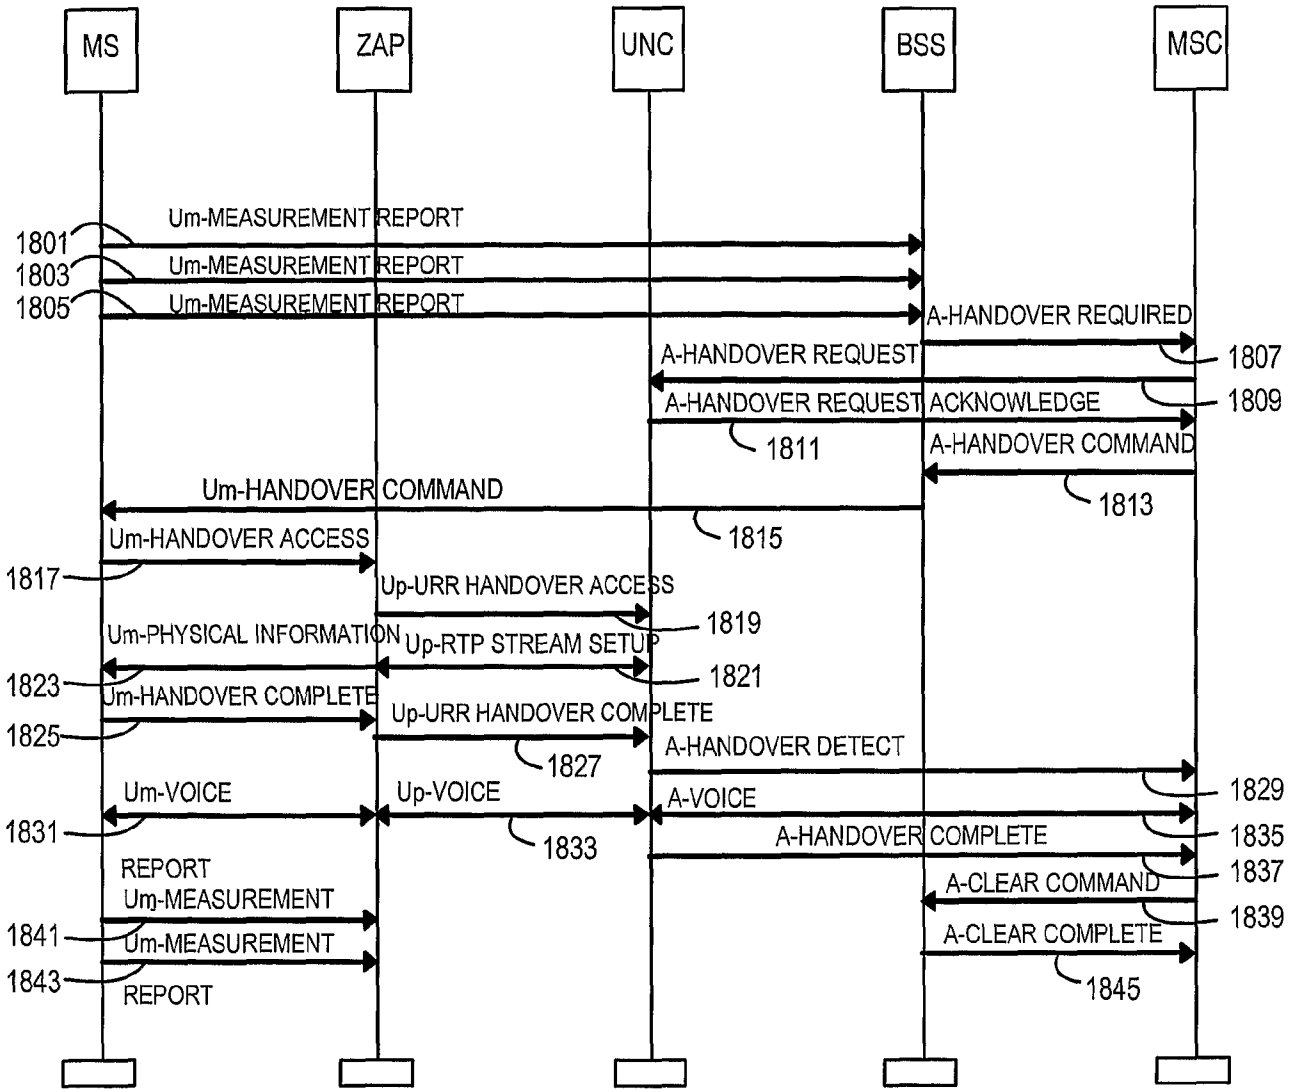 MS ZAP UNC BSS MSC
Um-MEASUREMENT REPORT
1801
Um-MEASUREMENT REPORT
1803
Um-MEASUREMENT REPORT
1805
A-HANDOVER REQUIRED
1807
A-HANDOVER REQUEST
1809
A-HANDOVER REQUEST ACKNOWLEDGE
1811
A-HANDOVER COMMAND
1813
Um-HANDOVER COMMAND
1815
Um-HANDOVER ACCESS
1817
Up-URR HANDOVER ACCESS
1819
Um-PHYSICAL INFORMATION
Up-RTP STREAM SETUP
1823
1821
Um-HANDOVER COMPLETE
1825
Up-URR HANDOVER COMPLETE
1827
A-HANDOVER DETECT
1829
Um-VOICE
Up-VOICE
A-VOICE
1831
1833
1835
A-HANDOVER COMPLETE
1837
REPORT
Um-MEASUREMENT
1841
A-CLEAR COMMAND
1839
Um-MEASUREMENT
1843
REPORT
A-CLEAR COMPLETE
1845